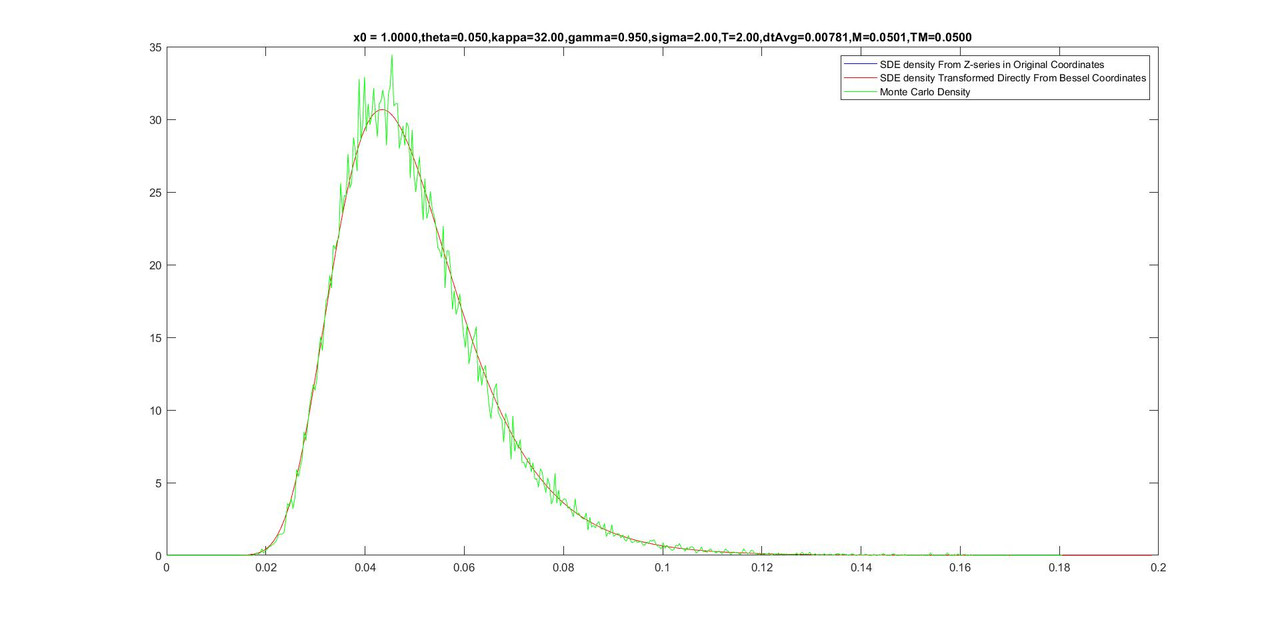 x0 = 1.0000,theta=0.050,kappa=32.00,gamma=0.950,sigma=2.00,T=2.00,dtAvg=0.00781,M=0.0501,TM=0.0500
SDE density From Z-series in Original Coordinates
SDE density Transformed Directly From Bessel Coordinates
Monte Carlo Density
35
30
25
20
15
10
5
0
0 0.02 0.04 0.06 0.08 0.1 0.12 0.14 0.16 0.18 0.2